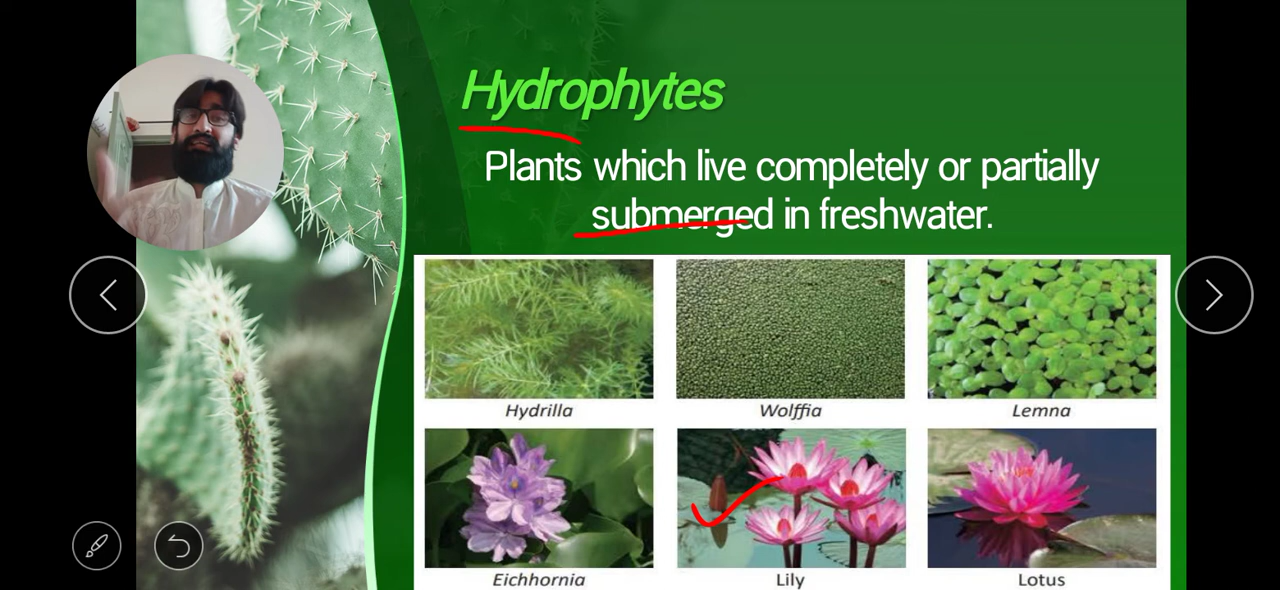 Hydrophytes
Plants which live completely or partially
submerged in freshwater.
Hydrilla
Wolffia
Lemna
Eichhornia
Lily
Lotus